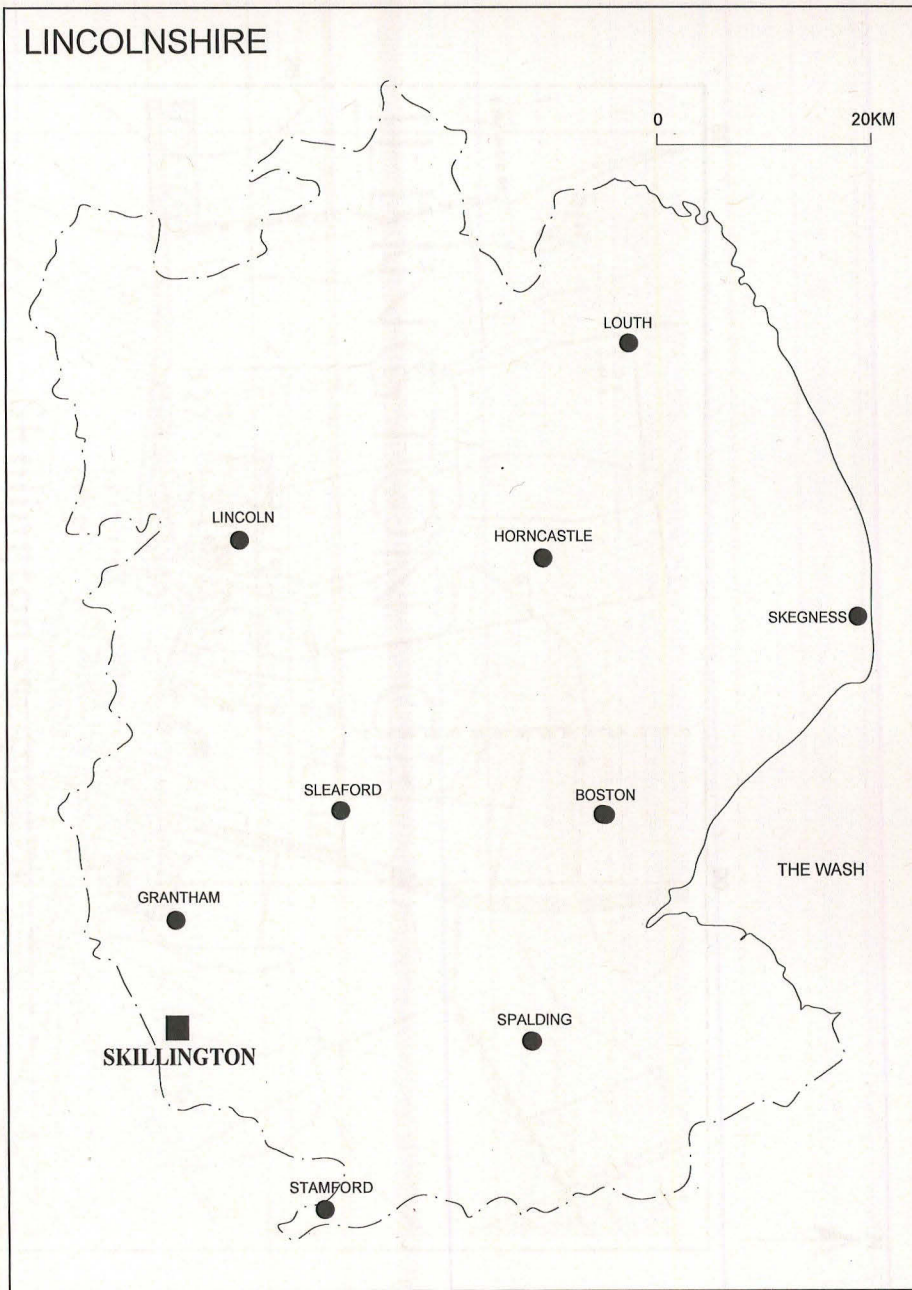 LINCOLNSHIRE
0 20KM
LOUTH
LINCOLN
HORNCASTLE
SKEGNESS
SLEAFORD
BOSTON
THE WASH
GRANTHAM
SPALDING
SKILLINGTON
STAMFORD